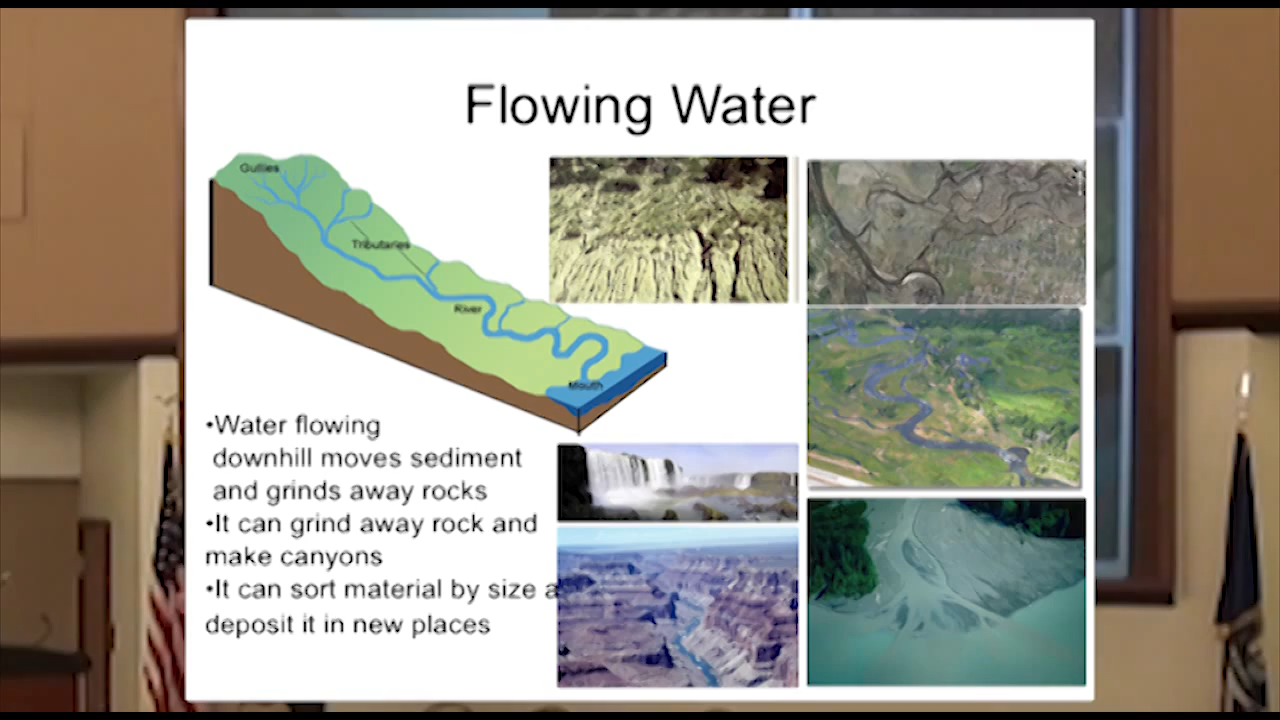 Flowing Water
Gullies
Tributaries
River
Mouth
•Water flowing
downhill moves sediment
and grinds away rocks
•It can grind away rock and
make canyons
•It can sort material by size a
deposit it in new places